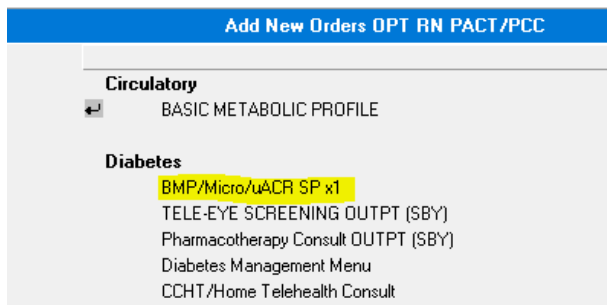 Add New Orders OPT RN PACT/PCC
Circulatory
BASIC METABOLIC PROFILE
Diabetes
BMP/Micro/uACR SP x1
TELE-EYE SCREENING OUTPT (SBY)
Pharmacotherapy Consult OUTPT (SBY)
Diabetes Management Menu
CCHT/Home Telehealth Consult